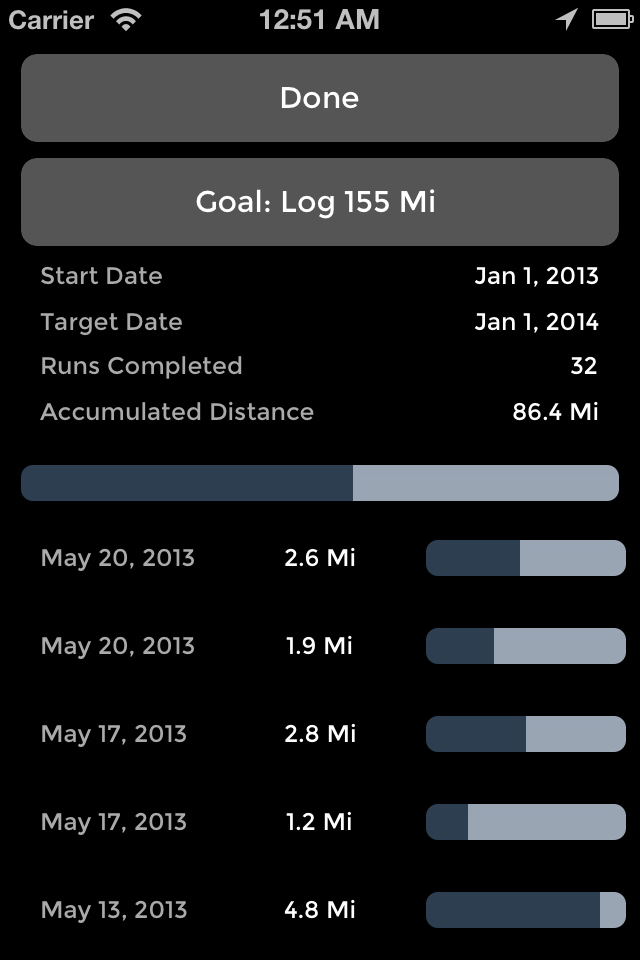 Carrier 12:51 AM
Done
Goal: Log 155 Mi
Start Date Jan 1, 2013
Target Date Jan 1, 2014
Runs Completed 32
Accumulated Distance 86.4 Mi
May 20, 2013 2.6 Mi
May 20, 2013 1.9 Mi
May 17, 2013 2.8 Mi
May 17, 2013 1.2 Mi
May 13, 2013 4.8 Mi